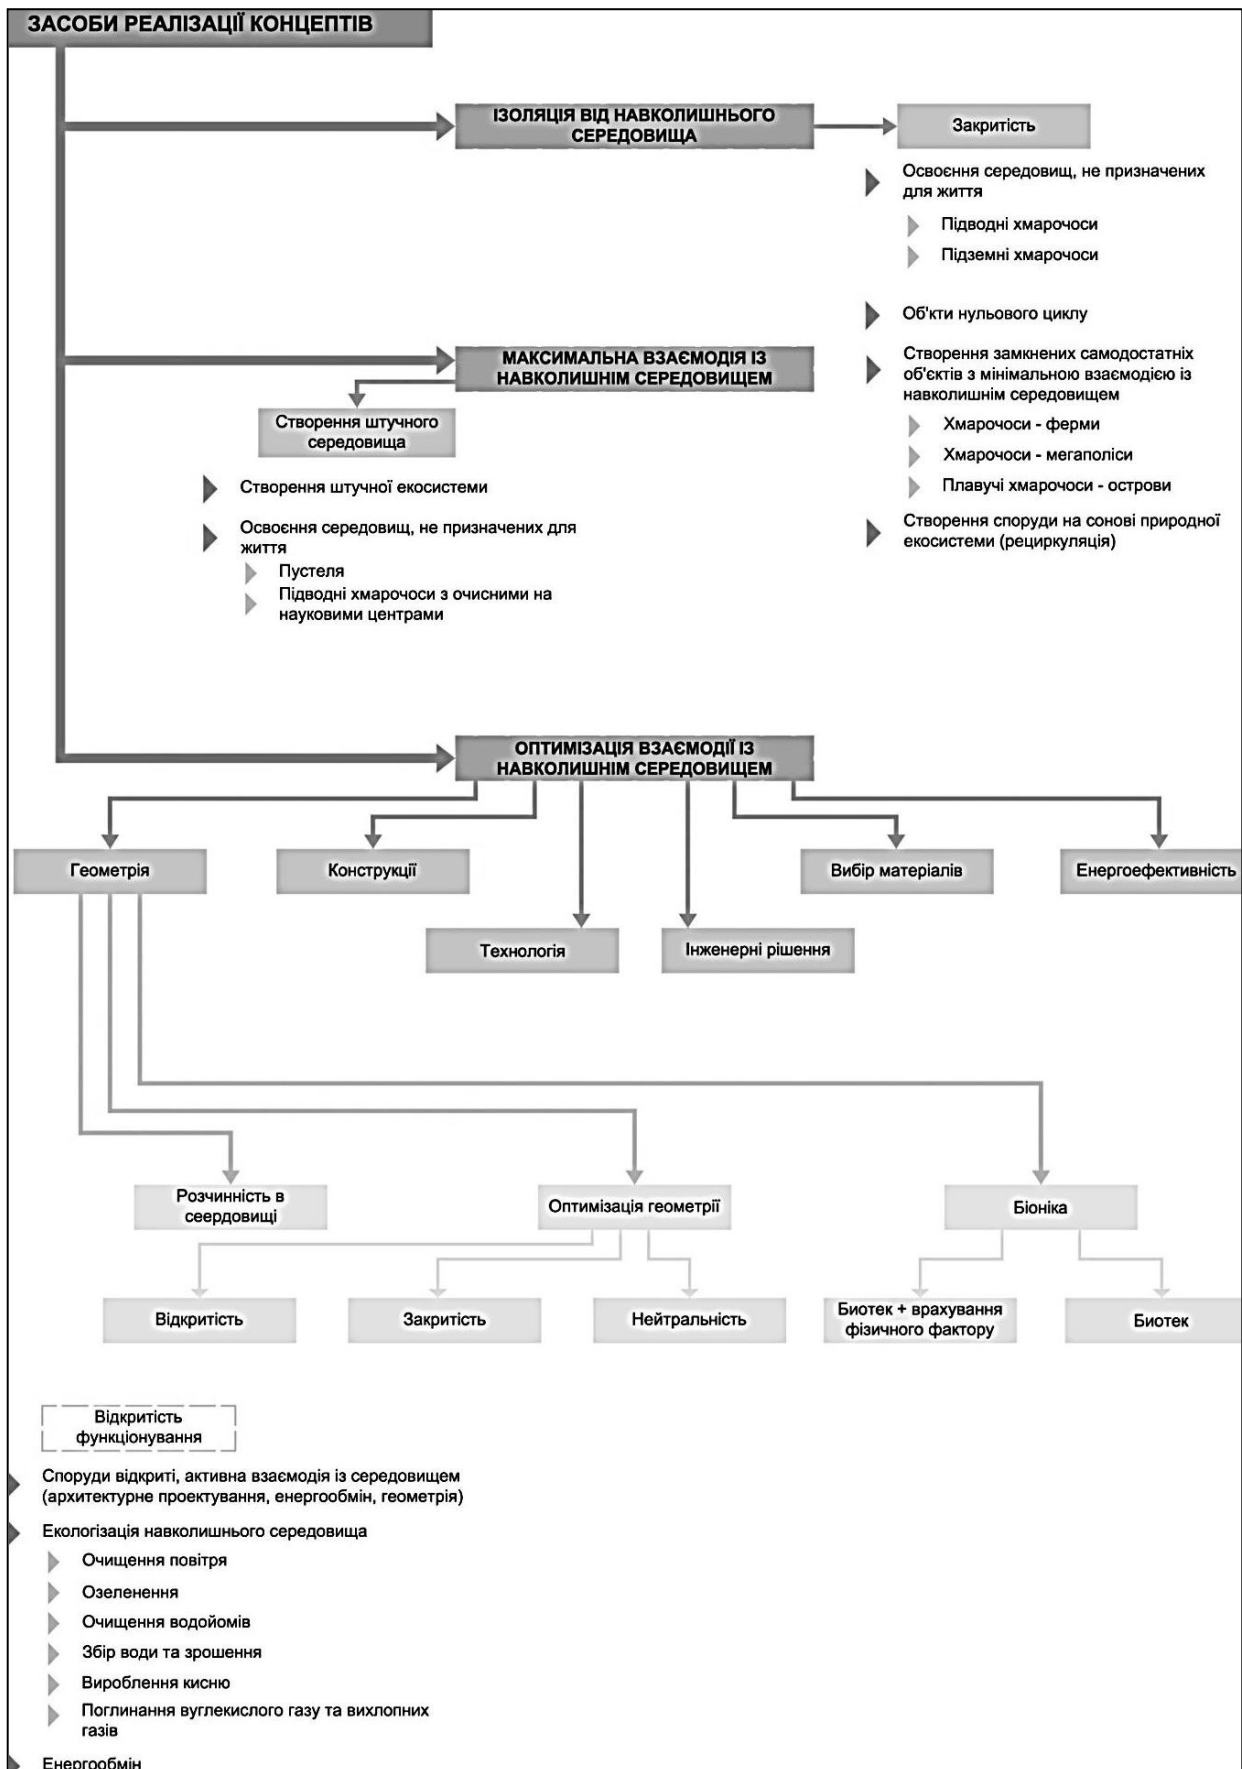 ЗАСОБИ РЕАЛІЗАЦІЇ КОНЦЕПТІВ
ІЗОЛЯЦІЯ ВІД НАВКОЛИШНЬОГО
СЕРЕДОВИЩА
Закритість
Освоєння середовищ, не призначених
для життя
Підводні хмарочоси
Підземні хмарочоси
Об'кти нульового циклу
Створення замкнених самодостатніх
об'єктів з мінімальною взаємодією із
навколишнім середовищем
Хмарочоси - ферми
Хмарочоси - мегаполіси
Плавучі хмарочоси - острови
Створення споруди на сонові природної
екосистеми (рециркуляція)
МАКСИМАЛЬНА ВЗАЄМОДІЯ ІЗ
НАВКОЛИШНІМ СЕРЕДОВИЩЕМ
Створення штучного
середовища
Створення штучної екосистеми
Освоєння середовищ, не призначених для
життя
Пустеля
Підводні хмарочоси з очисними на
науковими центрами
ОПТИМІЗАЦІЯ ВЗАЄМОДІЇ ІЗ
НАВКОЛИШНІМ СЕРЕДОВИЩЕМ
Геометрія
Конструкції
Вибір матеріалів
Енергоефективність
Технологія
Інженерні рішення
Розчинність в
сеердовищі
Оптимізація геометрії
Біоніка
Відкритість
Закритість
Нейтральність
Биотек + врахування
фізичного фактору
Биотек
Відкритість
функціонування
Споруди відкриті, активна взаємодія із середовищем
(архитектурне проектування, енергообмін, геометрія)
Екологізація навколишнього середовища
Очищення повітря
Озеленення
Очищення водойомів
Збір води та зрошення
Вироблення кисню
Поглинання вуглекислого газу та вихлопних
газів
Енергообмін